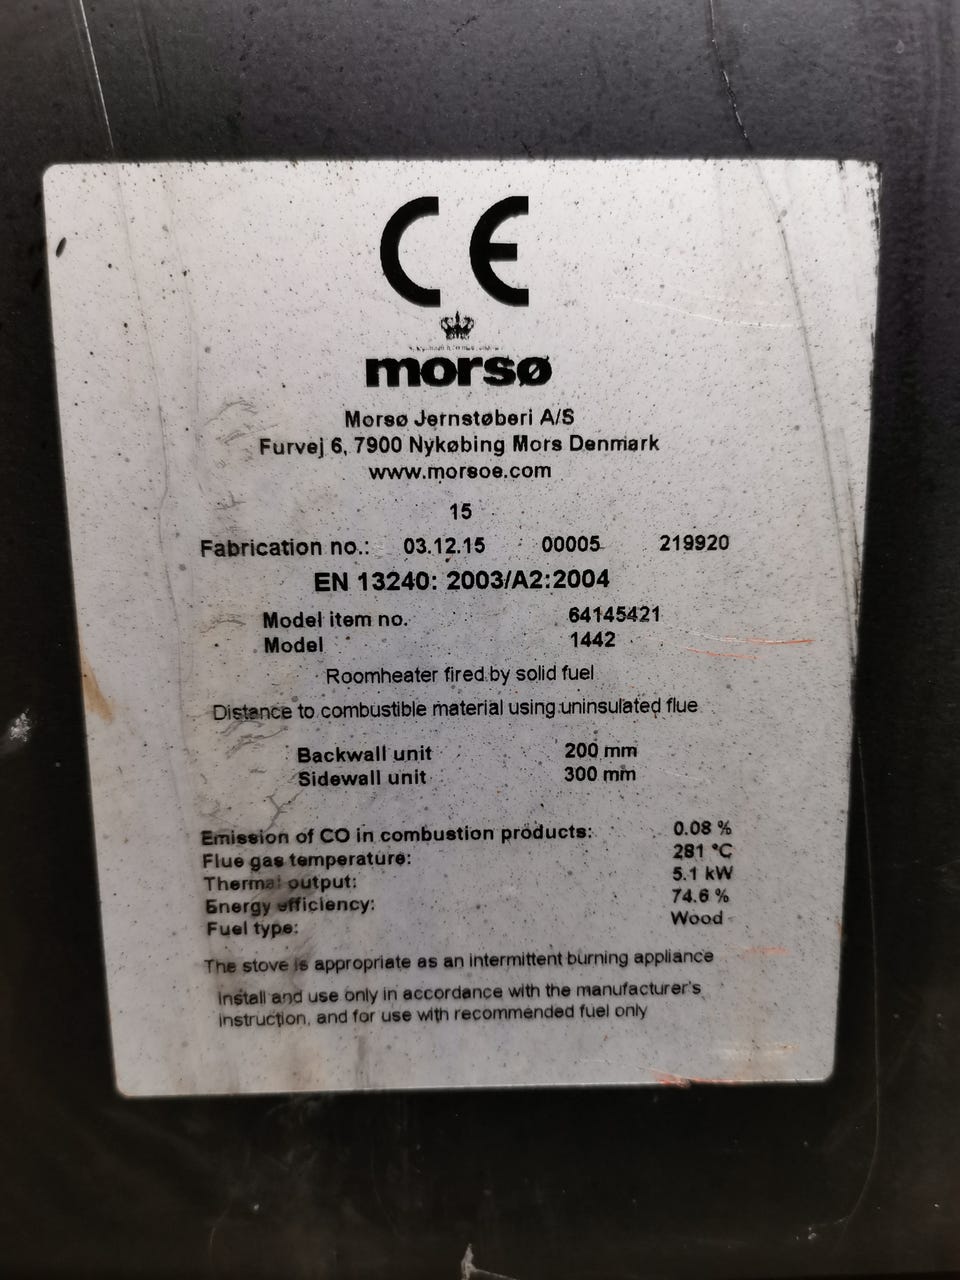 CE
morsø
Morsø Jernstøberi A/S
Furvej 6, 7900 Nykøbing Mors Denmark
www.morsoe.com
15
Fabrication no.: 03.12.15 00005 219920
EN 13240: 2003/A2:2004
Model item no. 64145421
Model 1442
Roomheater fired by solid fuel
Distance to combustible material using uninsulated flue
Backwall unit 200 mm
Sidewall unit 300 mm
Emission of CO in combustion products: 0.08 %
Flue gas temperature: 281 °C
Thermal output: 5.1 kW
Energy efficiency: 74.6 %
Fuel type: Wood
The stove is appropriate as an intermittent burning appliance
Install and use only in accordance with the manufacturer's
instruction, and for use with recommended fuel only